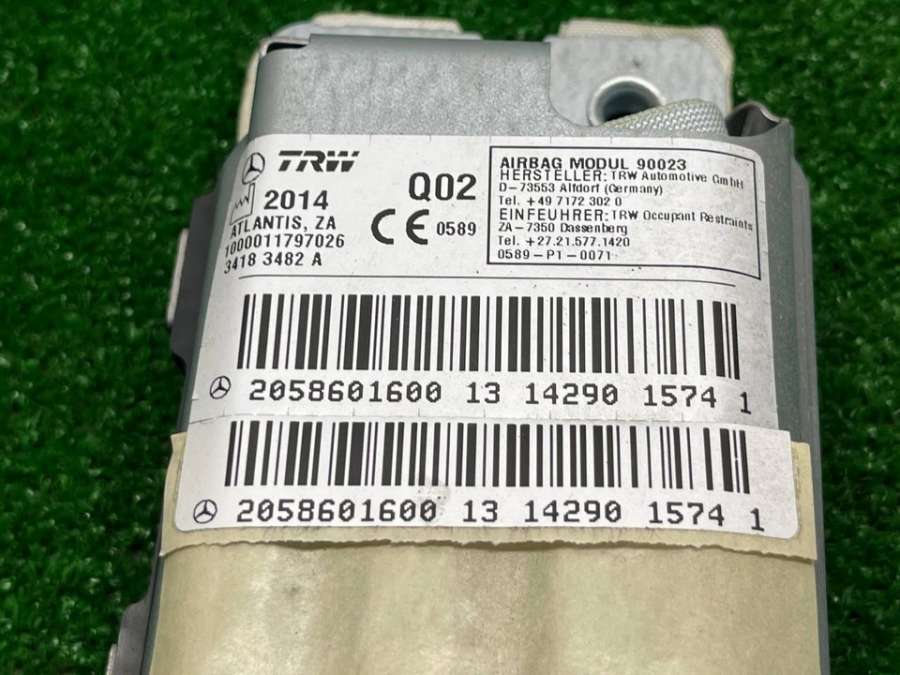 TRW
2014
ATLANTIS, ZA
1000011797026
3418 3482 A
Q02
CE 0589
AIRBAG MODUL 90023
HERSTELLER: TRW Automotive GmbH
D-73553 Alfdorf (Germany)
Tel. +49 7172 302 0
EINFEUHRER: TRW Occupant Restraints
ZA-7350 Dassenberg
Tel. +27.21.577.1420
0589-P1-0071
2058601600 13 14290 1574 1
2058601600 13 14290 1574 1